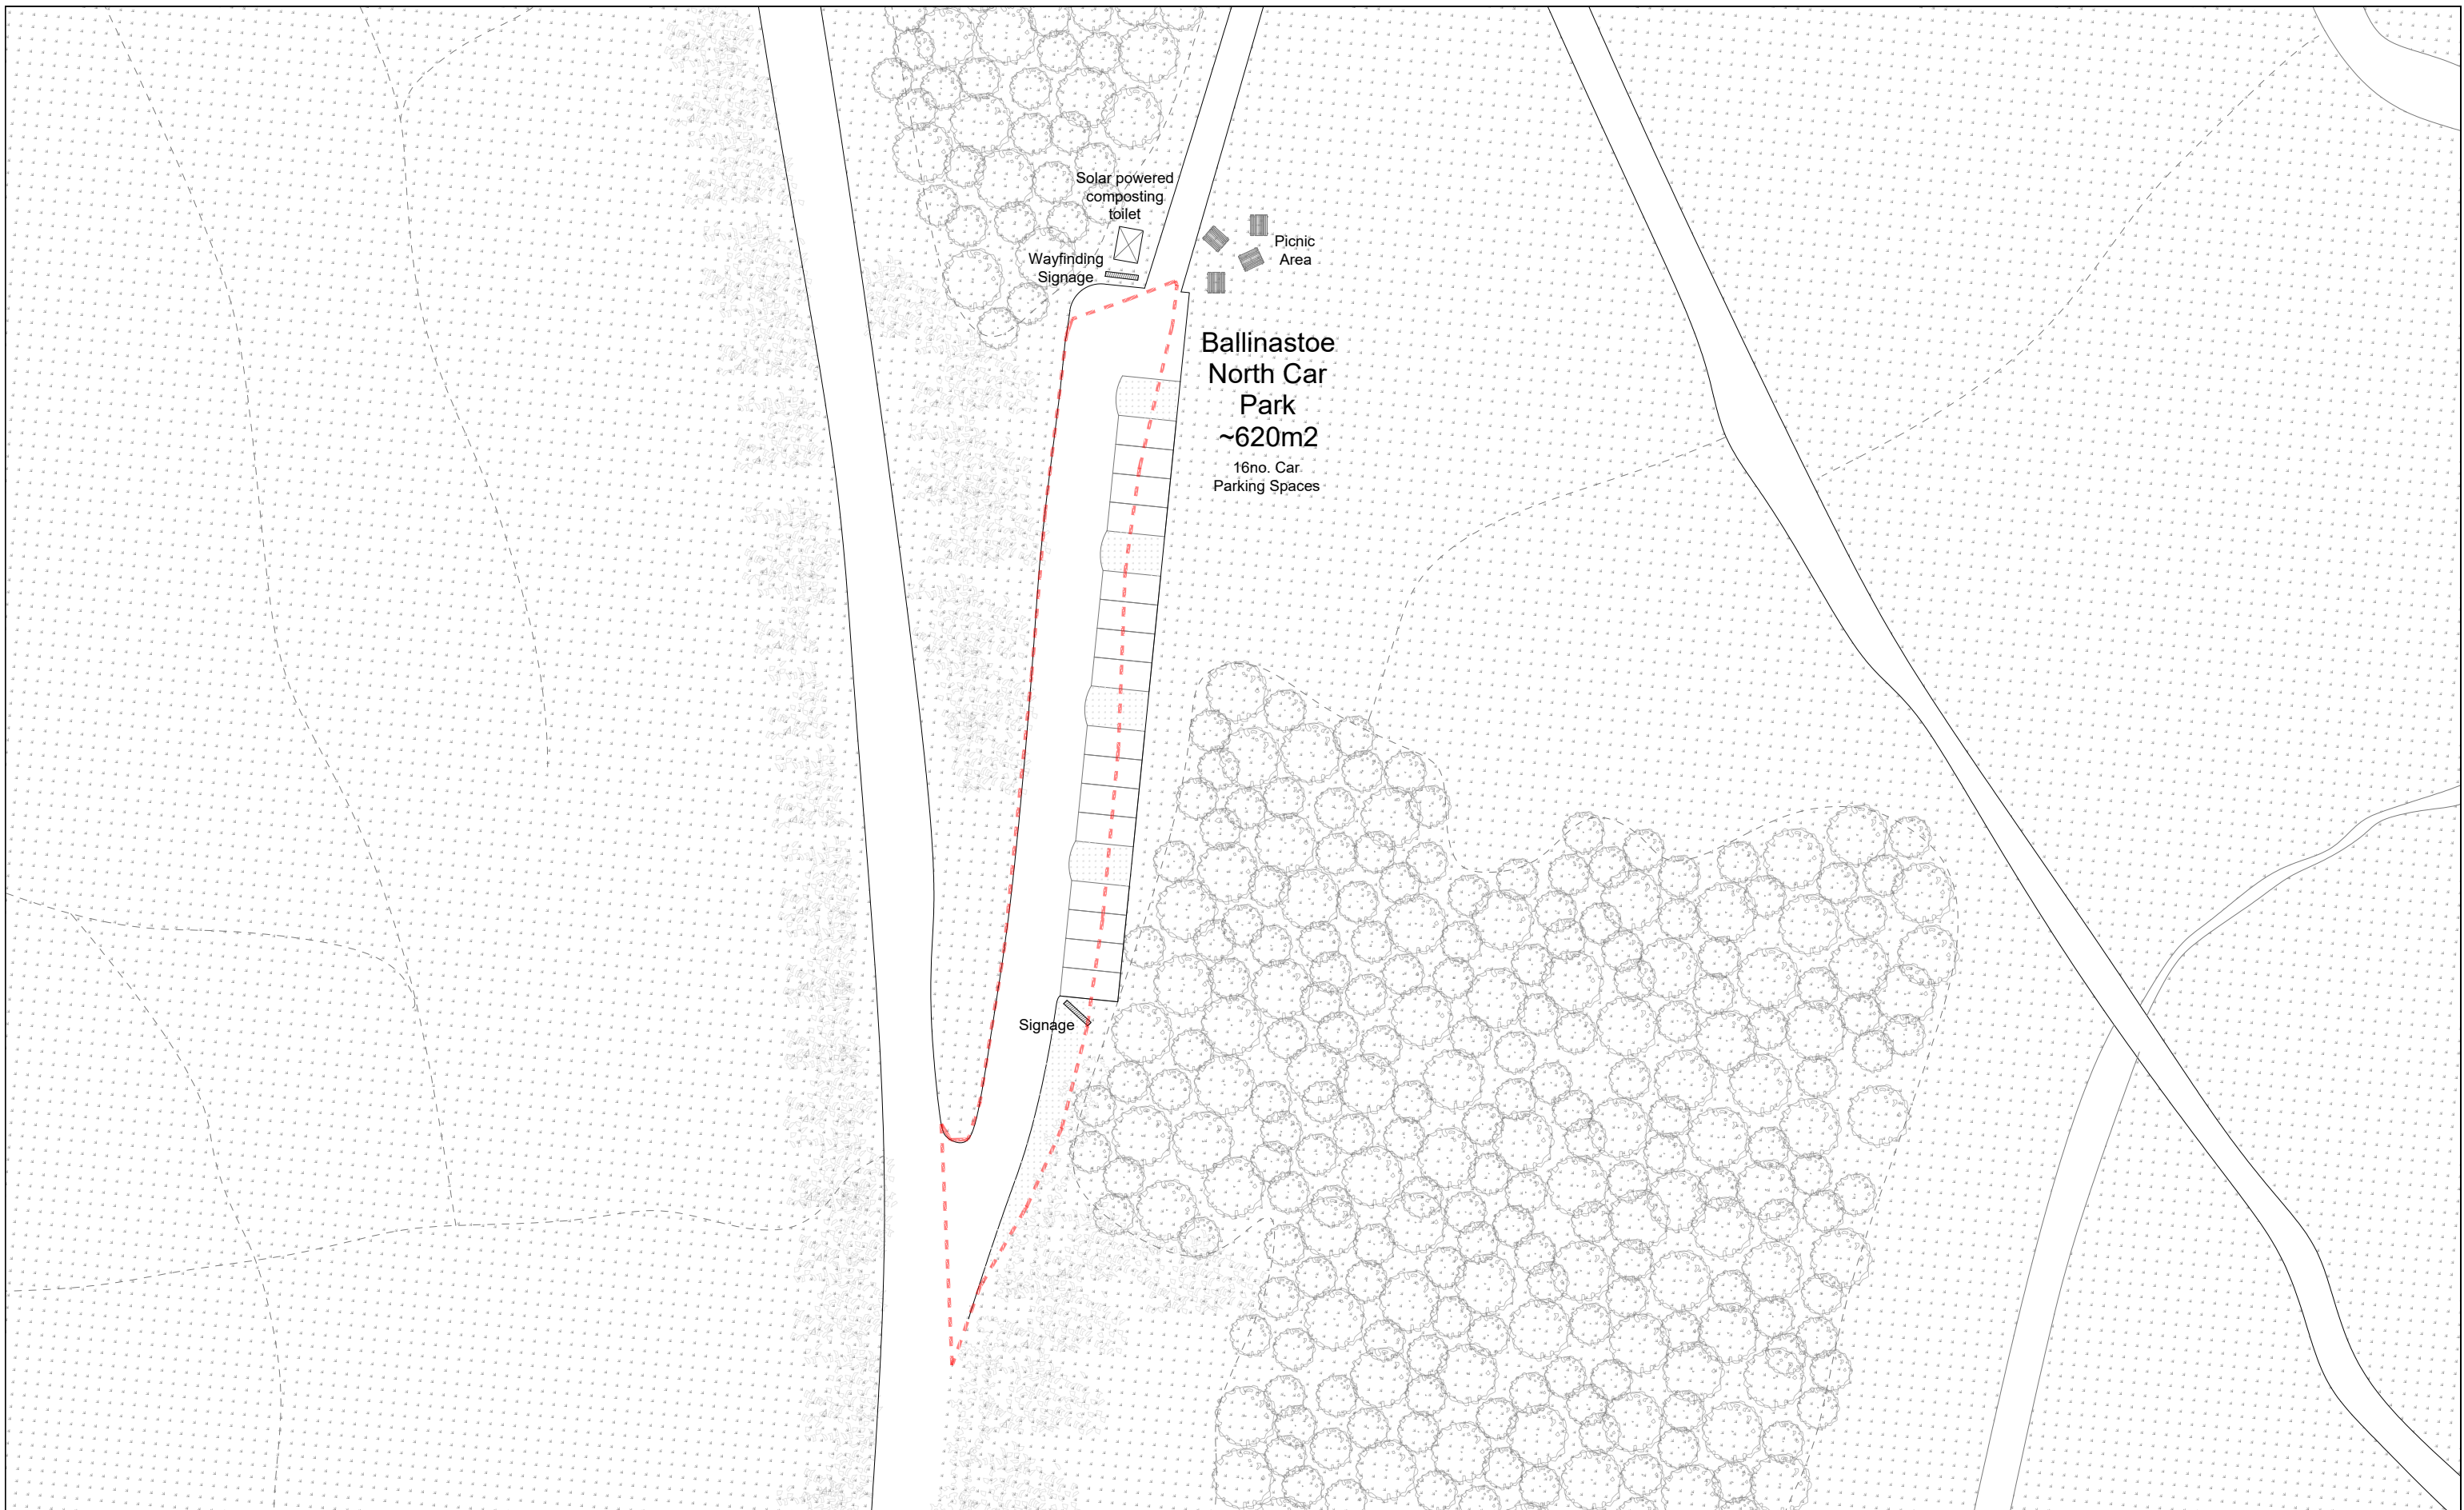 Solar powered
composting
toilet
Wayfinding
Signage
Picnic
Area
Ballinastoe
North Car
Park
~620m2
16no. Car
Parking Spaces
Signage